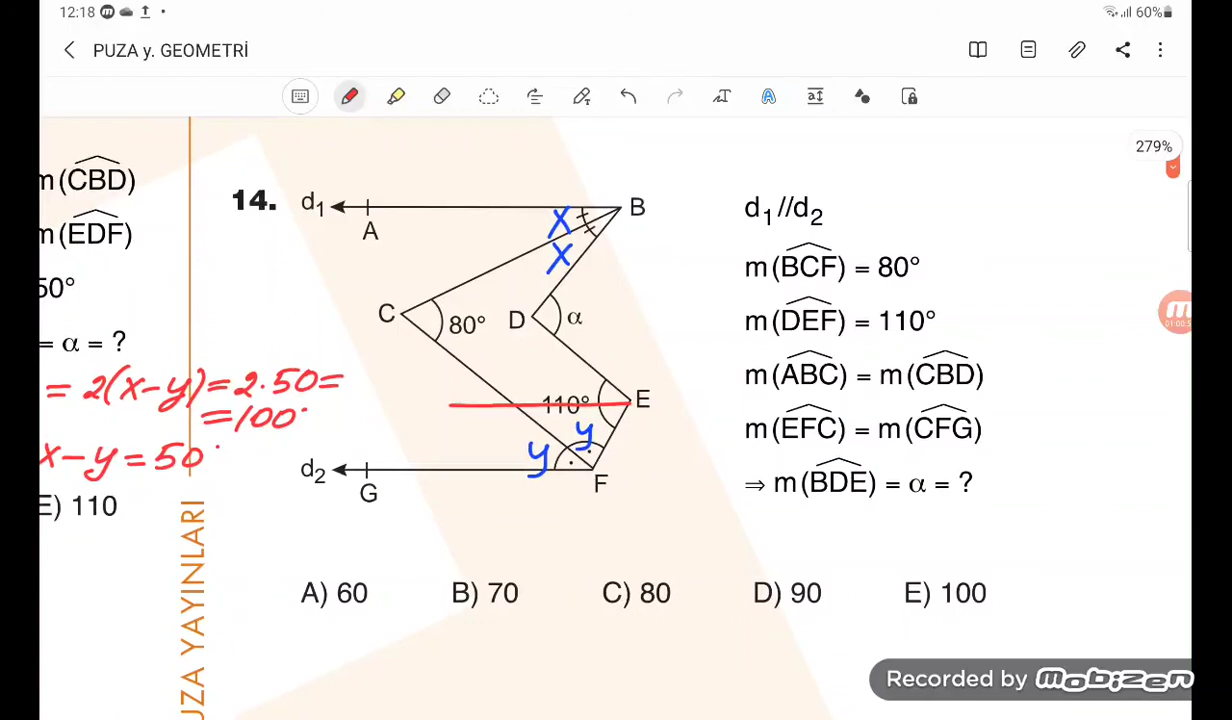 12:18
60%
PUZA y. GEOMETRİ
279%
m(CBD)
m(EDF)
50°
= α = ?
= 2(x-y) = 2.50 =
= 100°
x-y = 50°
E) 110
PUZA YAYINLARI
14.
d1
A
B
X
X
C
80°
D
α
110°
E
y
y
d2
G
F
d1//d2
m(BCF) = 80°
m(DEF) = 110°
m(ABC) = m(CBD)
m(EFC) = m(CFG)
⇒ m(BDE) = α = ?
A) 60 B) 70 C) 80 D) 90 E) 100
Recorded by mobizen